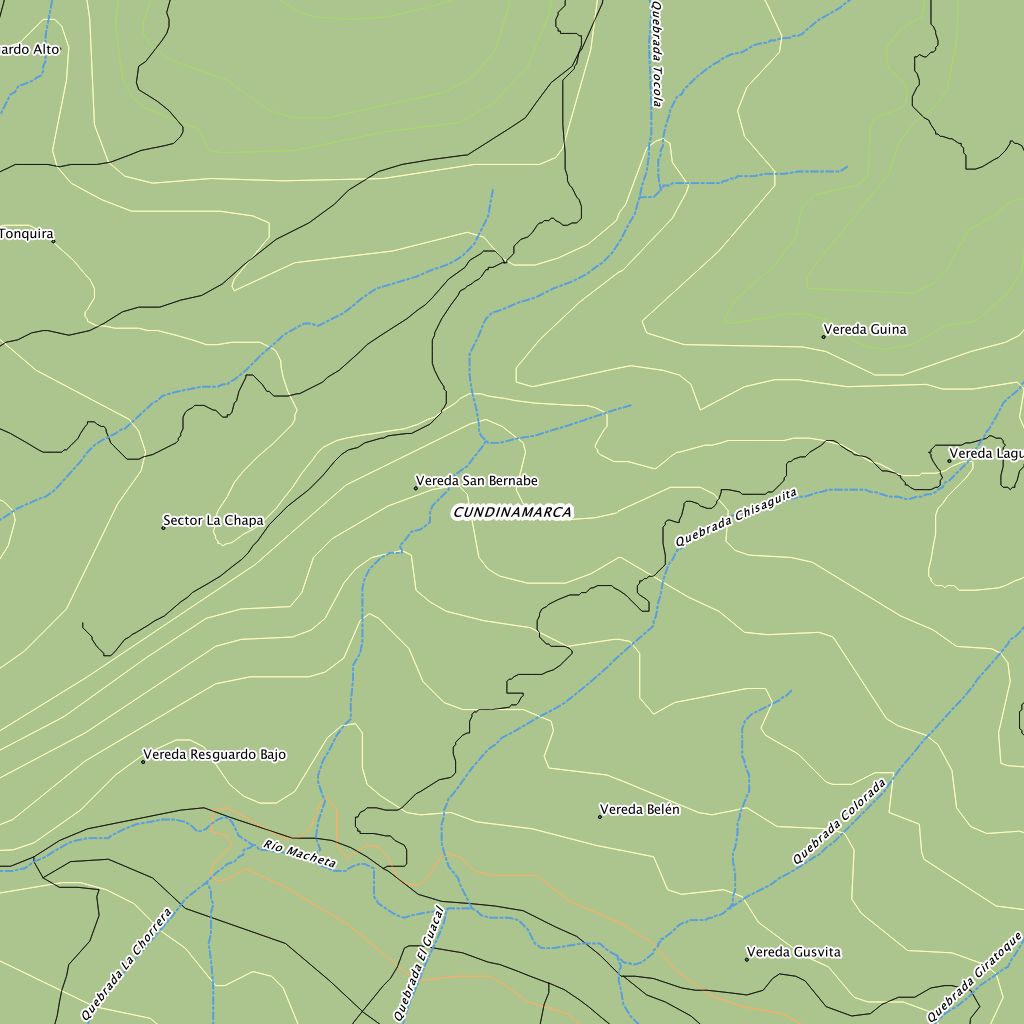 ardo Alto
Quebrada Tocola
Tonquira
Vereda Guina
Vereda Lagu
Vereda San Bernabe
Quebrada Chisaguita
CUNDINAMARCA
Sector La Chapa
Vereda Resguardo Bajo
Vereda Belén
Quebrada Colorada
Río Macheta
Quebrada La Chorrera
Quebrada El Guacal
Vereda Gusvita
Quebrada Giratoque